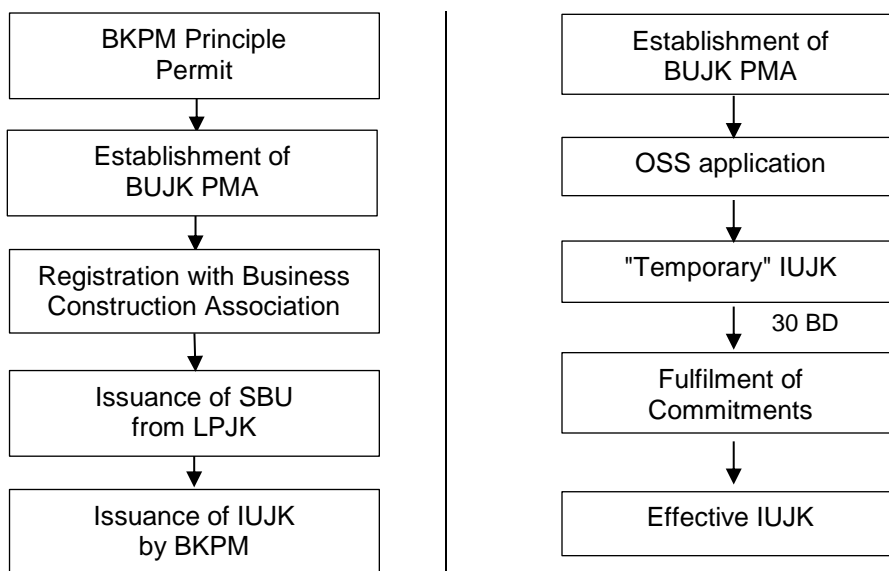 BKPM Principle
Permit
Establishment of
BUJK PMA
Registration with Business
Construction Association
Issuance of SBU
from LPJK
Issuance of IUJK
by BKPM
Establishment of
BUJK PMA
OSS application
"Temporary" IUJK
30 BD
Fulfilment of
Commitments
Effective IUJK